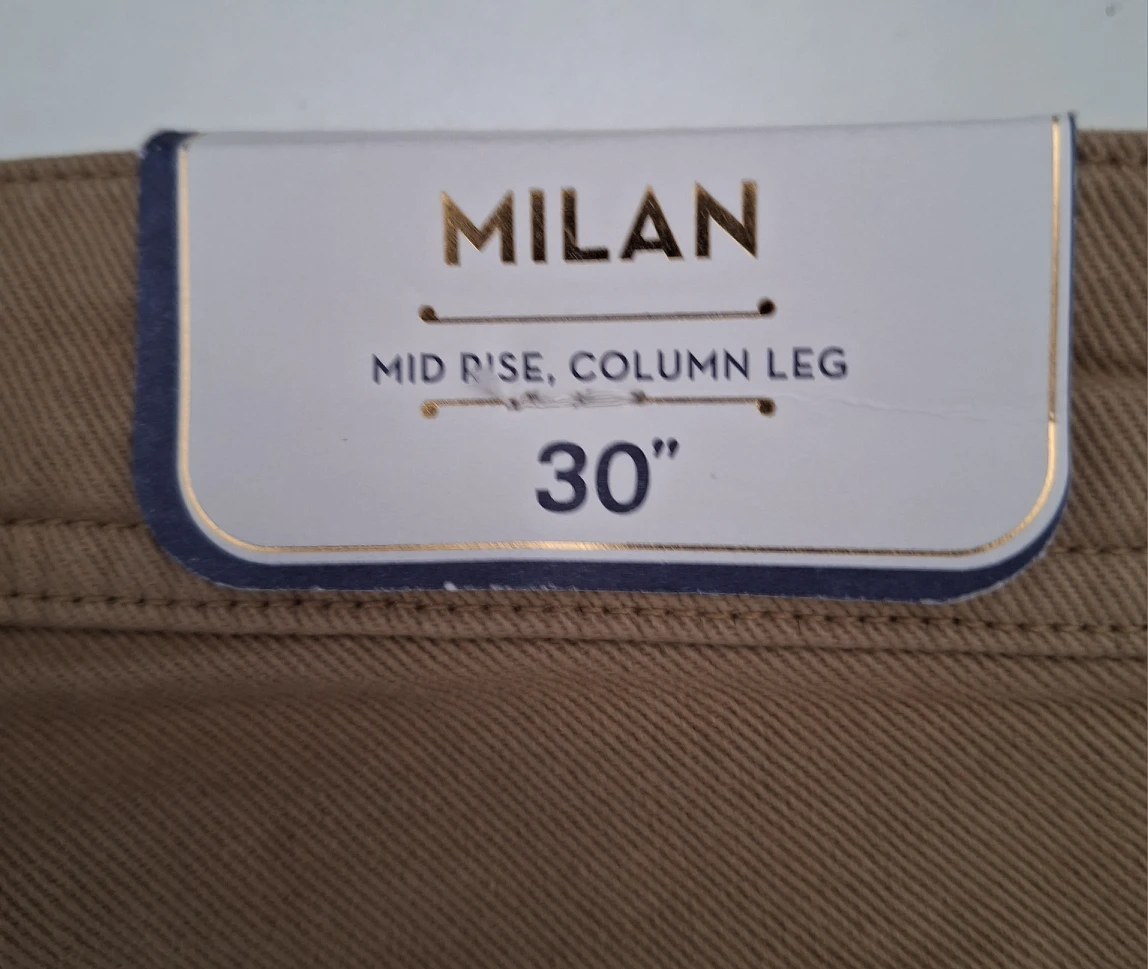 MILAN
MID RISE, COLUMN LEG
30”